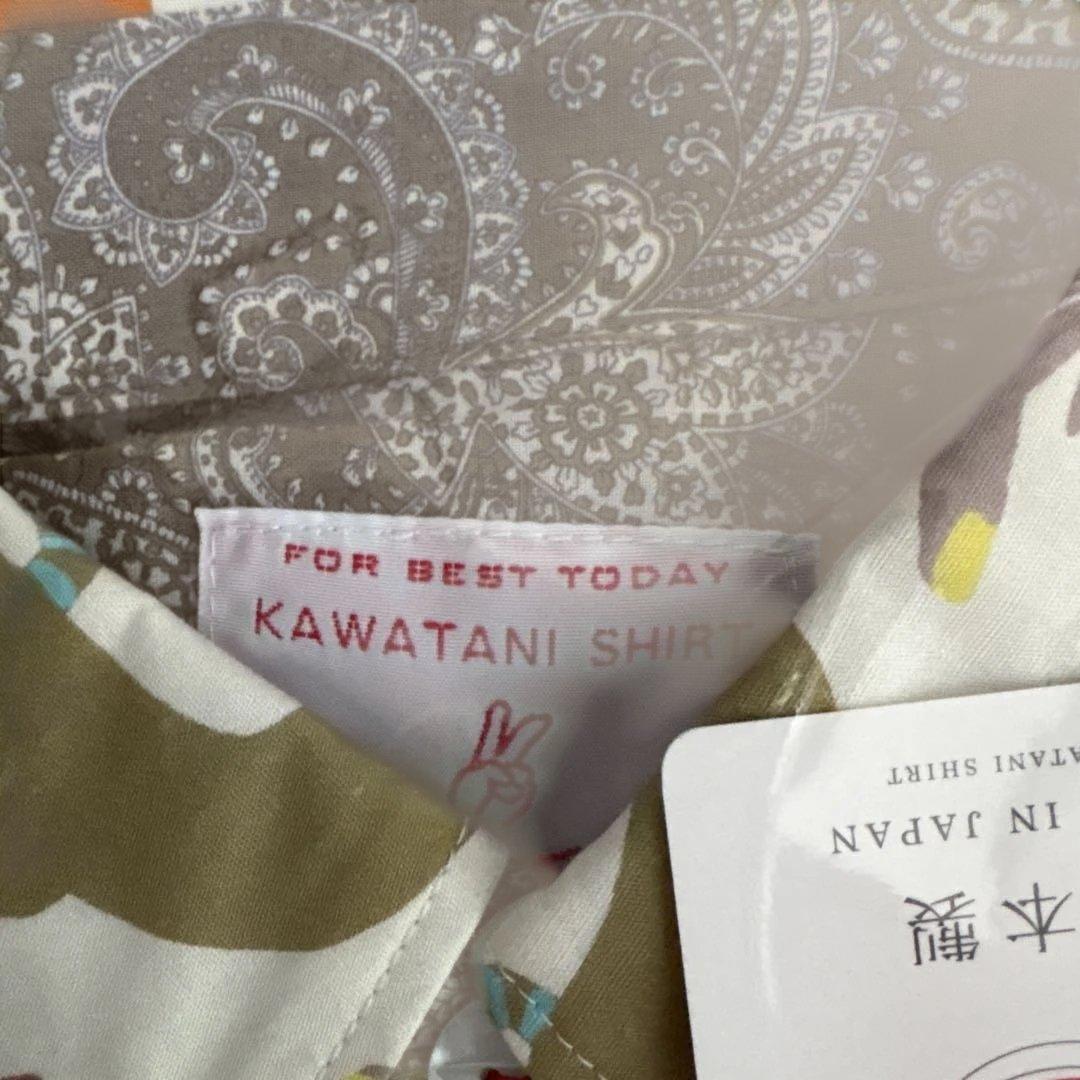 FOR BEST TODAY
KAWATANI SHIRT
ATANI SHIRT
IN JAPAN
本製